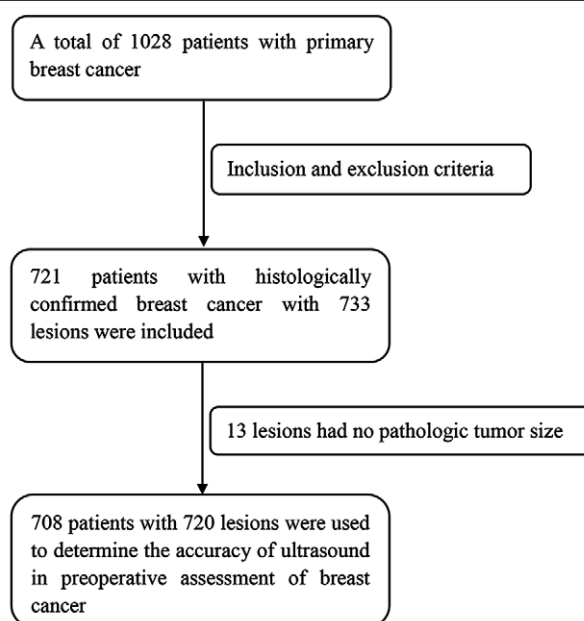 A total of 1028 patients with primary
breast cancer
Inclusion and exclusion criteria
721 patients with histologically
confirmed breast cancer with 733
lesions were included
13 lesions had no pathologic tumor size
708 patients with 720 lesions were used
to determine the accuracy of ultrasound
in preoperative assessment of breast
cancer